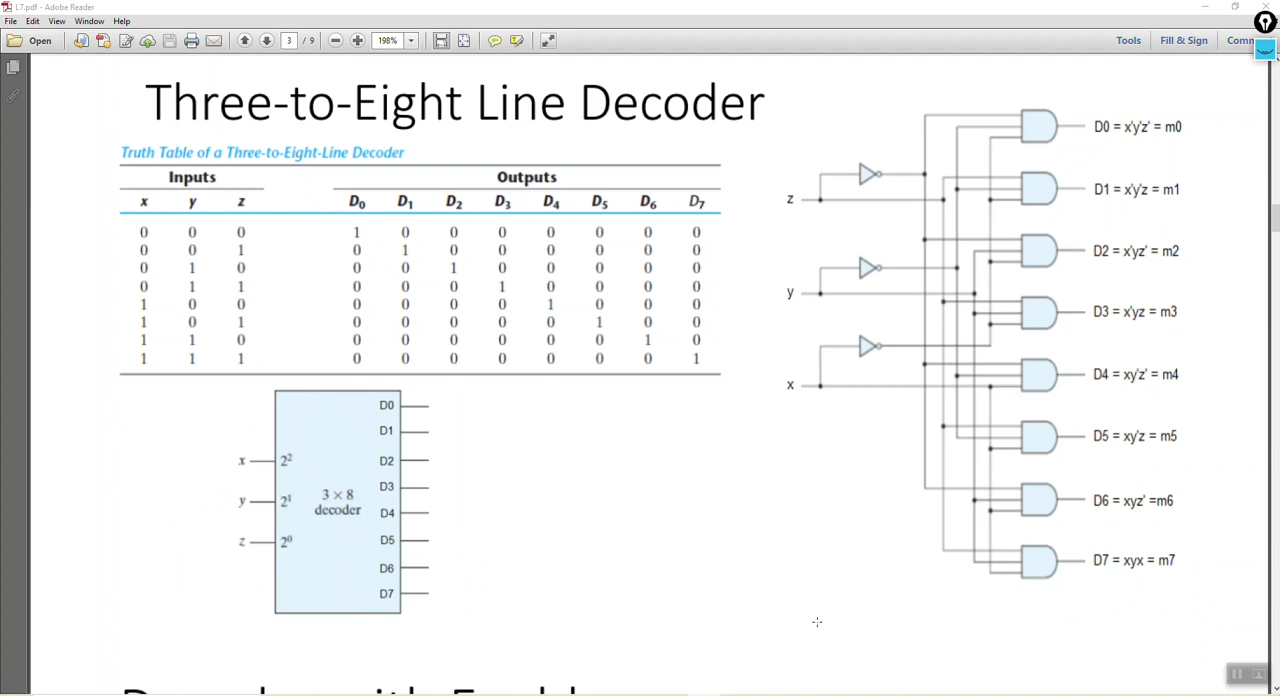 L7.pdf - Adobe Reader
File Edit View Window Help
Open 3 / 9 198% Tools Fill & Sign
Three-to-Eight Line Decoder
Truth Table of a Three-to-Eight-Line Decoder
Inputs Outputs
x y z D0 D1 D2 D3 D4 D5 D6 D7
0 0 0 1 0 0 0 0 0 0 0
0 0 1 0 1 0 0 0 0 0 0
0 1 0 0 0 1 0 0 0 0 0
0 1 1 0 0 0 1 0 0 0 0
1 0 0 0 0 0 0 1 0 0 0
1 0 1 0 0 0 0 0 1 0 0
1 1 0 0 0 0 0 0 0 1 0
1 1 1 0 0 0 0 0 0 0 1
D0
D1
x 2² D2
D3
y 2¹ 3 × 8
decoder
D4
z 2⁰ D5
D6
D7
z
y
x
D0 = x'y'z' = m0
D1 = x'y'z = m1
D2 = x'yz' = m2
D3 = x'yz = m3
D4 = xy'z' = m4
D5 = xy'z = m5
D6 = xyz' =m6
D7 = xyx = m7